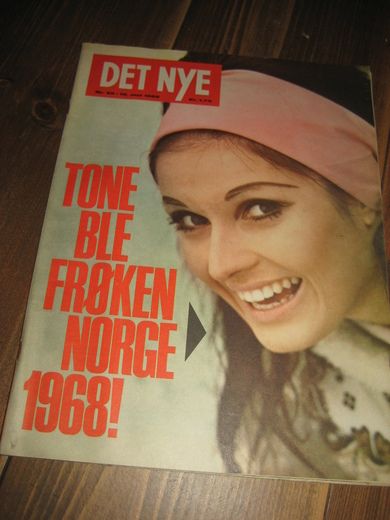 DET NYE
TONE
BLE
FRØKEN
NORGE
1968!